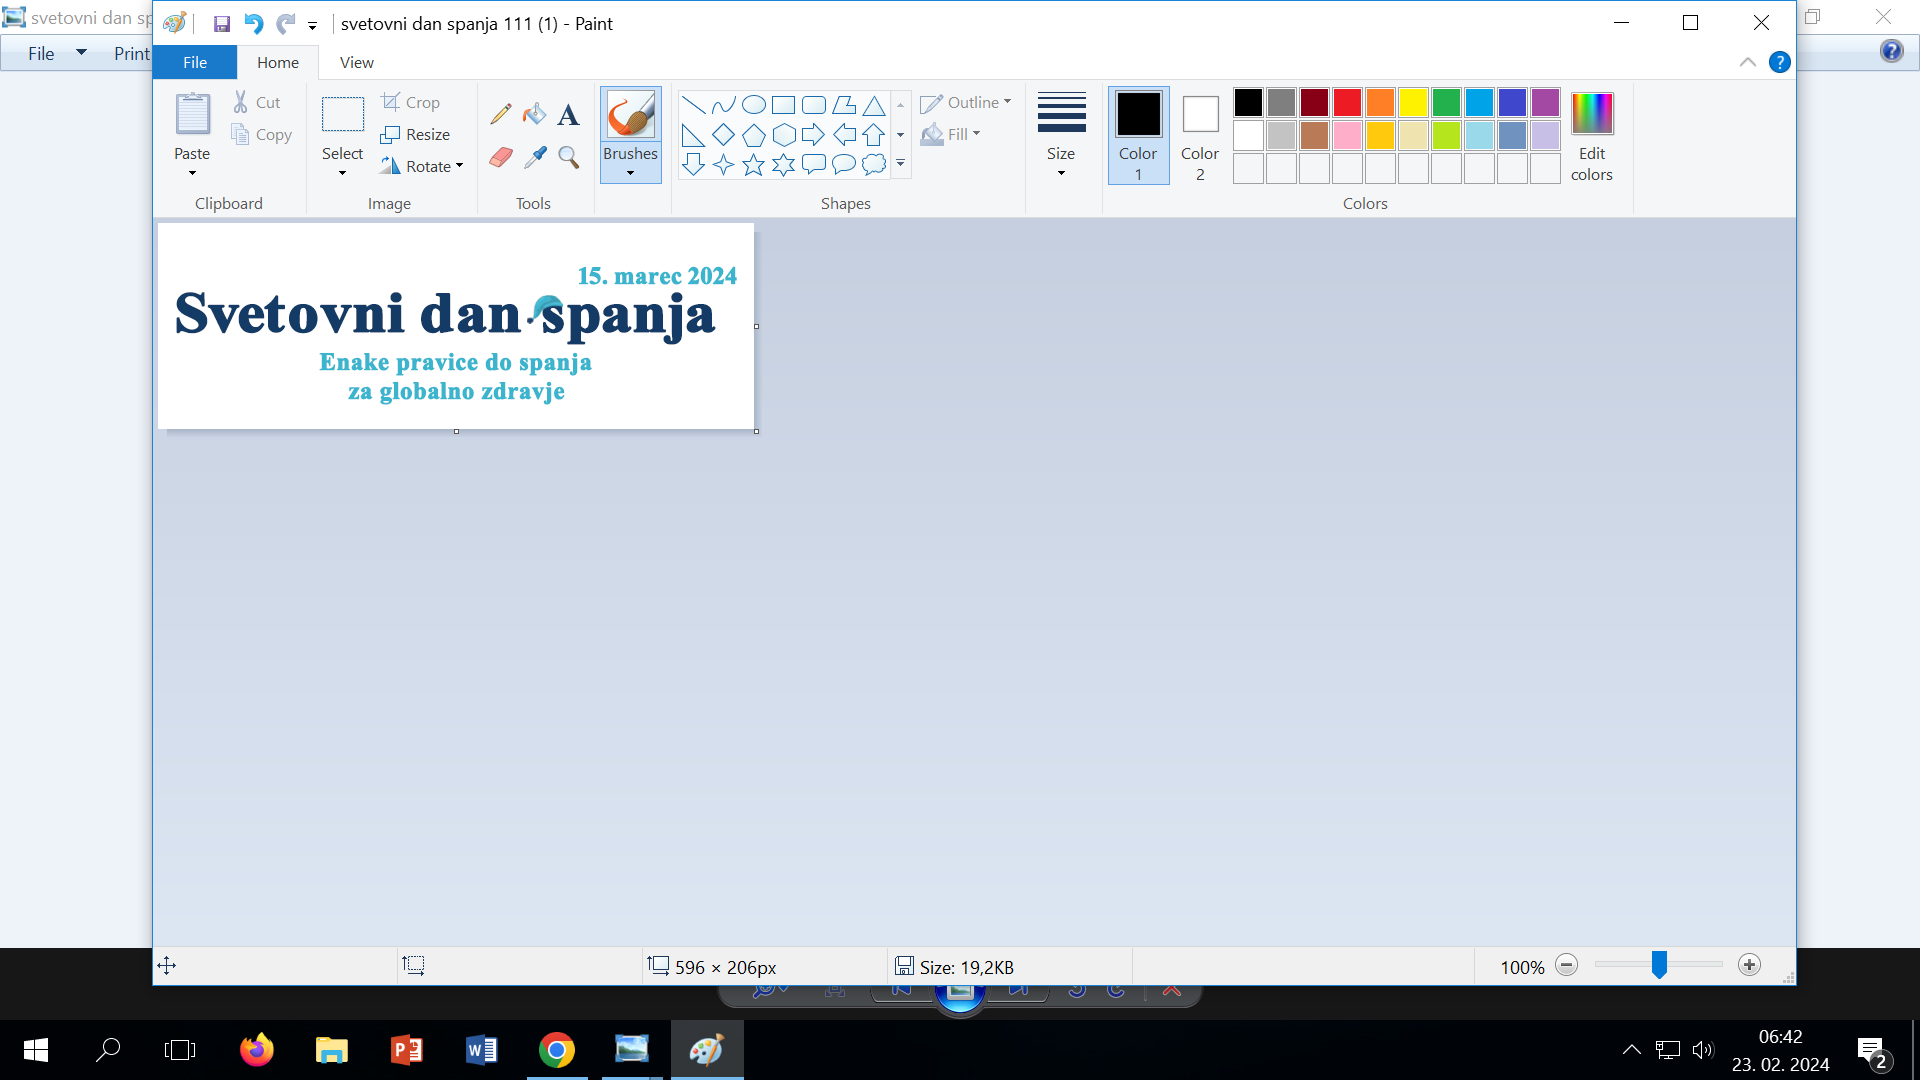 svetovni dan sp
File
Print
svetovni dan spanja 111 (1) - Paint
File
Home
View
Paste
Cut
Copy
Clipboard
Select
Crop
Resize
Rotate
Image
Tools
Brushes
Shapes
Outline
Fill
Size
Color
1
Color
2
Edit
colors
Colors
15. marec 2024
Svetovni dan spanja
Enake pravice do spanja
za globalno zdravje
596 × 206px
Size: 19,2KB
100%
06:42
23. 02. 2024
2